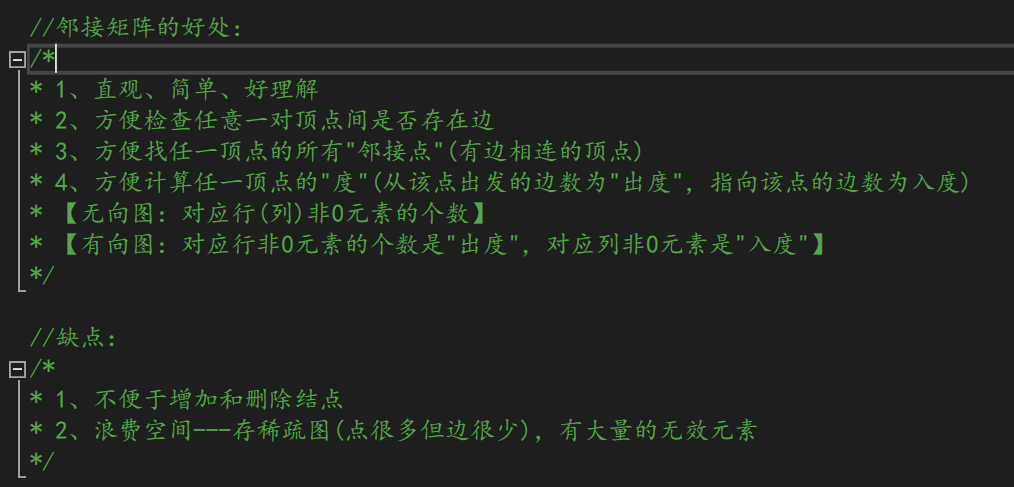 //邻接矩阵的好处:
/*
* 1、直观、简单、好理解
* 2、方便检查任意一对顶点间是否存在边
* 3、方便找任一顶点的所有"邻接点"(有边相连的顶点)
* 4、方便计算任一顶点的"度"(从该点出发的边数为"出度"，指向该点的边数为入度)
* 【无向图：对应行(列)非0元素的个数】
* 【有向图：对应行非0元素的个数是"出度"，对应列非0元素是"入度"】
*/
//缺点:
/*
* 1、不便于增加和删除结点
* 2、浪费空间---存稀疏图(点很多但边很少)，有大量的无效元素
*/